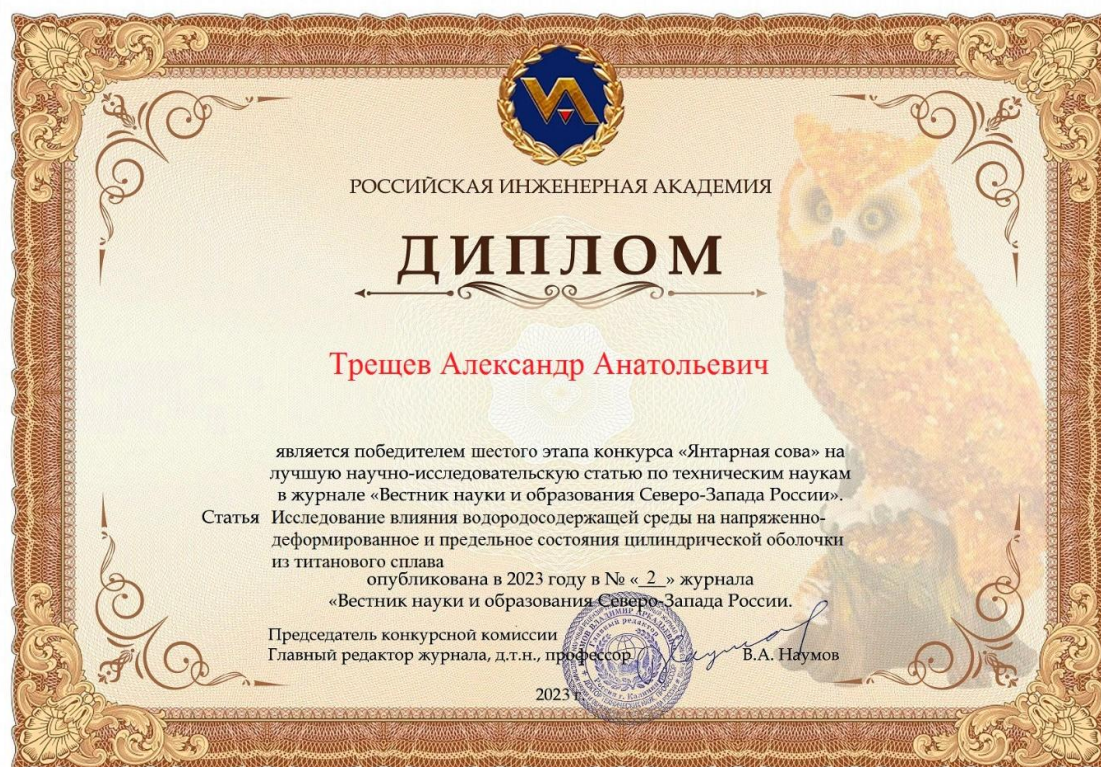 РОССИЙСКАЯ ИНЖЕНЕРНАЯ АКАДЕМИЯ
ДИПЛОМ
Трещев Александр Анатольевич
является победителем шестого этапа конкурса «Янтарная сова» на
лучшую научно-исследовательскую статью по техническим наукам
в журнале «Вестник науки и образования Северо-Запада России».
Статья Исследование влияния водородосодержащей среды на напряженно-
деформированное и предельное состояния цилиндрической оболочки
из титанового сплава
опубликована в 2023 году в № « 2 » журнала
«Вестник науки и образования Северо-Запада России.
Председатель конкурсной комиссии
Главный редактор журнала, д.т.н., профессор В.А. Наумов
2023 г.
Главный редактор